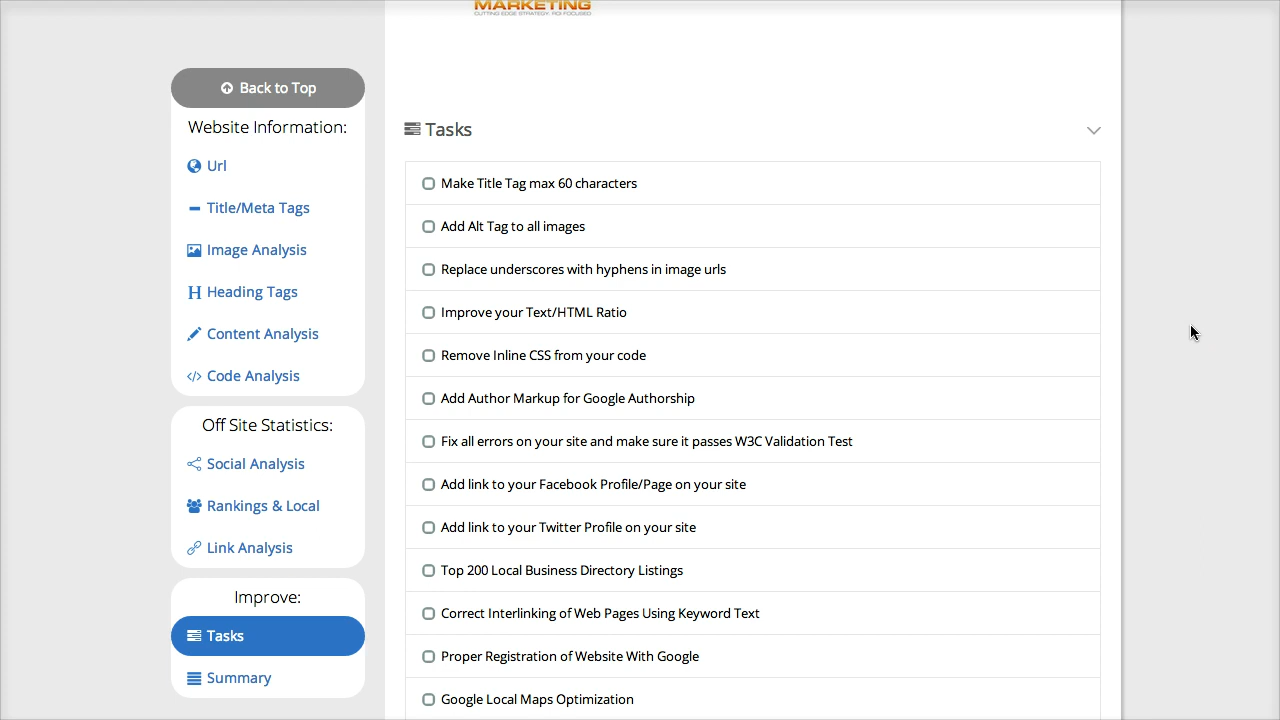 MARKETING
CUTTING EDGE STRATEGY. ROI FOCUSED
Back to Top
Website Information:
Url
Title/Meta Tags
Image Analysis
Heading Tags
Content Analysis
Code Analysis
Off Site Statistics:
Social Analysis
Rankings & Local
Link Analysis
Improve:
Tasks
Summary
Tasks
Make Title Tag max 60 characters
Add Alt Tag to all images
Replace underscores with hyphens in image urls
Improve your Text/HTML Ratio
Remove Inline CSS from your code
Add Author Markup for Google Authorship
Fix all errors on your site and make sure it passes W3C Validation Test
Add link to your Facebook Profile/Page on your site
Add link to your Twitter Profile on your site
Top 200 Local Business Directory Listings
Correct Interlinking of Web Pages Using Keyword Text
Proper Registration of Website With Google
Google Local Maps Optimization